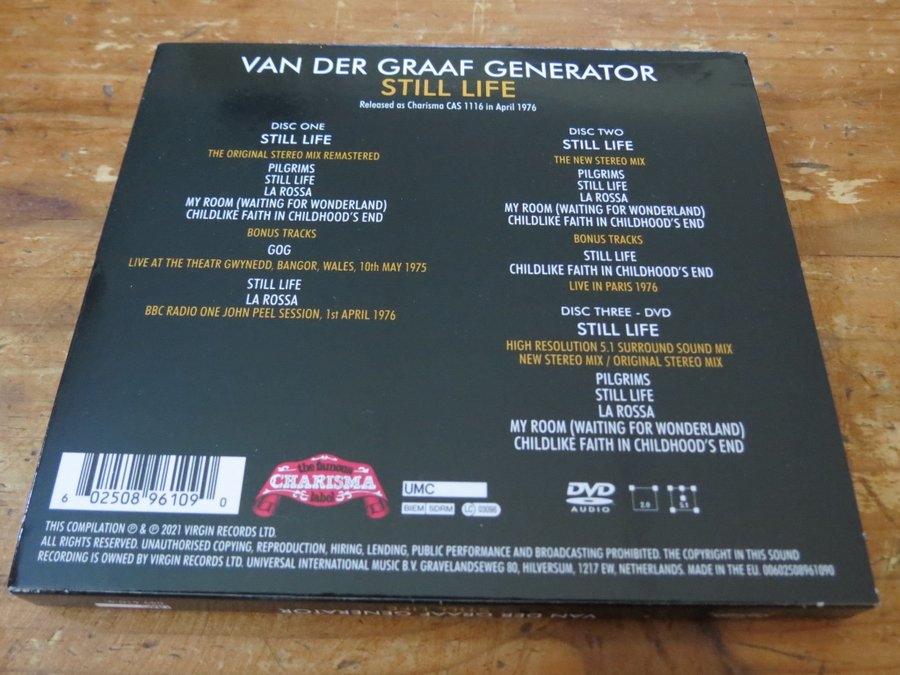 VAN DER GRAAF GENERATOR
STILL LIFE
Released as Charisma CAS 1116 in April 1976
DISC ONE
STILL LIFE
THE ORIGINAL STEREO MIX REMASTERED
PILGRIMS
STILL LIFE
LA ROSSA
MY ROOM (WAITING FOR WONDERLAND)
CHILDLIKE FAITH IN CHILDHOOD'S END
BONUS TRACKS
GOG
LIVE AT THE THEATR GWYNEDD, BANGOR, WALES, 10th MAY 1975
STILL LIFE
LA ROSSA
BBC RADIO ONE JOHN PEEL SESSION, 1st APRIL 1976
DISC TWO
STILL LIFE
THE NEW STEREO MIX
PILGRIMS
STILL LIFE
LA ROSSA
MY ROOM (WAITING FOR WONDERLAND)
CHILDLIKE FAITH IN CHILDHOOD'S END
BONUS TRACKS
STILL LIFE
CHILDLIKE FAITH IN CHILDHOOD'S END
LIVE IN PARIS 1976
DISC THREE - DVD
STILL LIFE
HIGH RESOLUTION 5.1 SURROUND SOUND MIX
NEW STEREO MIX / ORIGINAL STEREO MIX
PILGRIMS
STILL LIFE
LA ROSSA
MY ROOM (WAITING FOR WONDERLAND)
CHILDLIKE FAITH IN CHILDHOOD'S END
6 02508 96109 0
the famous
CHARISMA
label
UMC
BIEM SDRM LC 03098
DVD
AUDIO
2.0
5.1
THIS COMPILATION ℗ & ℗ 2021 VIRGIN RECORDS LTD.
ALL RIGHTS RESERVED. UNAUTHORISED COPYING, REPRODUCTION, HIRING, LENDING, PUBLIC PERFORMANCE AND BROADCASTING PROHIBITED. THE COPYRIGHT IN THIS SOUND
RECORDING IS OWNED BY VIRGIN RECORDS LTD. UNIVERSAL INTERNATIONAL MUSIC B.V. GRAVELANDSEWEG 80, HILVERSUM, 1217 EW, NETHERLANDS. MADE IN THE EU. 00602508961090
VAN DER GRAAF GENERATOR